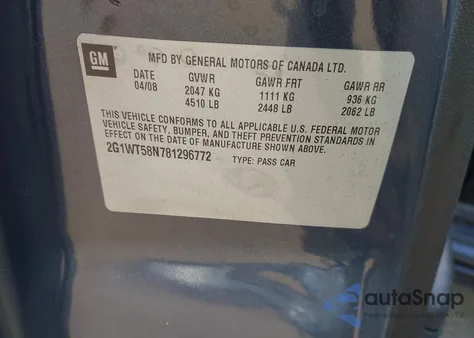 GM
MFD BY GENERAL MOTORS OF CANADA LTD.
DATE GVWR GAWR FRT GAWR RR
04/08 2047 KG 1111 KG 936 KG
4510 LB 2448 LB 2062 LB
THIS VEHICLE CONFORMS TO ALL APPLICABLE U.S. FEDERAL MOTOR
VEHICLE SAFETY, BUMPER, AND THEFT PREVENTION STANDARDS IN
EFFECT ON THE DATE OF MANUFACTURE SHOWN ABOVE.
2G1WT58N781296772 TYPE: PASS CAR
autoSnap